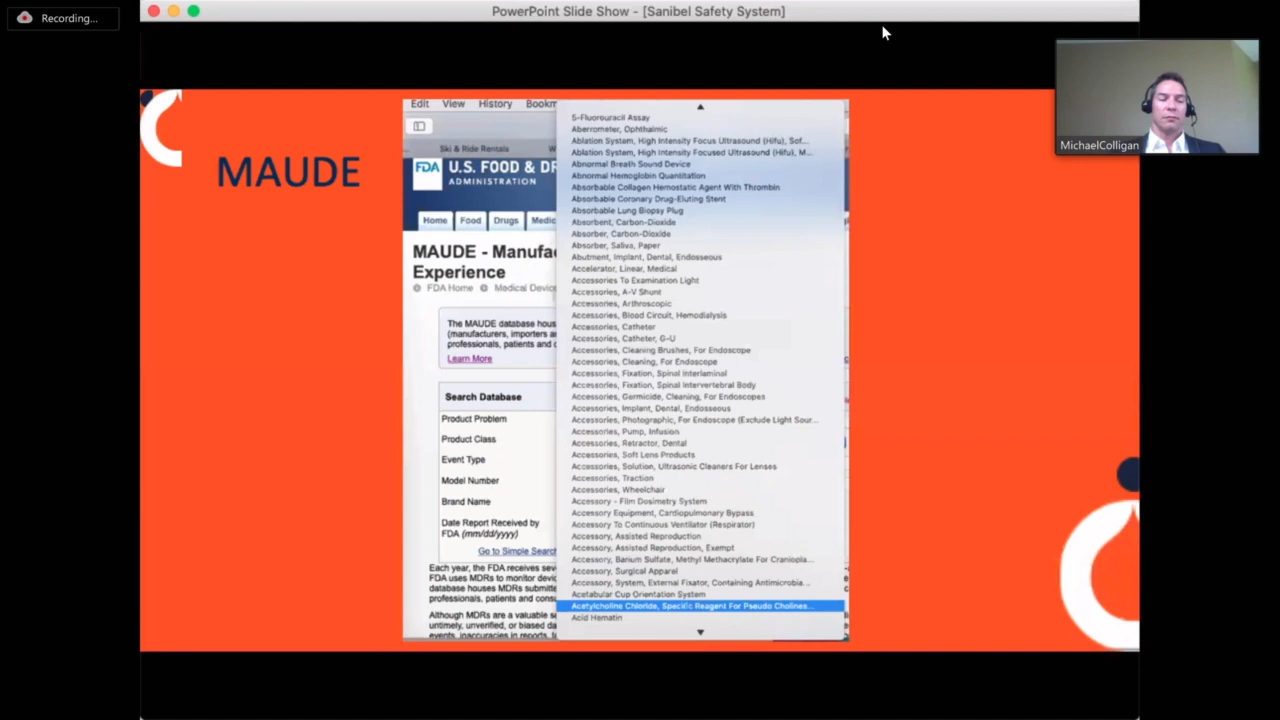 Recording...
PowerPoint Slide Show - [Sanibel Safety System]
MichaelColligan
MAUDE
Edit View History Bookm
Ski & Ride Rentals W
FDA U.S. FOOD & DR
ADMINISTRATION
Home Food Drugs Medic
MAUDE - Manufa
Experience
FDA Home Medical Device
The MAUDE database hous
(manufacturers, importers a
professionals, patients and c
Learn More
Search Database
Product Problem
Product Class
Event Type
Model Number
Brand Name
Date Report Received by
FDA (mm/dd/yyyy)
Go to Simple Search
Each year, the FDA receives sev
FDA uses MDRs to monitor devic
database houses MDRs submitte
professionals, patients and consu
Although MDRs are a valuable s
untimely, unverified, or biased da
events, inaccuracies in reports, l
5-Fluorouracil Assay
Aberrometer, Ophthalmic
Ablation System, High Intensity Focus Ultrasound (Hifu), Sof...
Ablation System, High Intensity Focused Ultrasound (Hifu), M...
Abnormal Breath Sound Device
Abnormal Hemoglobin Quantitation
Absorbable Collagen Hemostatic Agent With Thrombin
Absorbable Coronary Drug-Eluting Stent
Absorbable Lung Biopsy Plug
Absorbent, Carbon-Dioxide
Absorber, Carbon-Dioxide
Absorber, Saliva, Paper
Abutment, Implant, Dental, Endosseous
Accelerator, Linear, Medical
Accessories To Examination Light
Accessories, A-V Shunt
Accessories, Arthroscopic
Accessories, Blood Circuit, Hemodialysis
Accessories, Catheter
Accessories, Catheter, G-U
Accessories, Cleaning Brushes, For Endoscope
Accessories, Cleaning, For Endoscope
Accessories, Fixation, Spinal Interlaminal
Accessories, Fixation, Spinal Intervertebral Body
Accessories, Germicide, Cleaning, For Endoscopes
Accessories, Implant, Dental, Endosseous
Accessories, Photographic, For Endoscope (Exclude Light Sour...
Accessories, Pump, Infusion
Accessories, Retractor, Dental
Accessories, Soft Lens Products
Accessories, Solution, Ultrasonic Cleaners For Lenses
Accessories, Traction
Accessories, Wheelchair
Accessory - Film Dosimetry System
Accessory Equipment, Cardiopulmonary Bypass
Accessory To Continuous Ventilator (Respirator)
Accessory, Assisted Reproduction
Accessory, Assisted Reproduction, Exempt
Accessory, Barium Sulfate, Methyl Methacrylate For Craniopla...
Accessory, Surgical Apparel
Accessory, System, External Fixator, Containing Antimicrobia...
Acetabular Cup Orientation System
Acetylcholine Chloride, Specific Reagent For Pseudo Cholines...
Acid Hematin